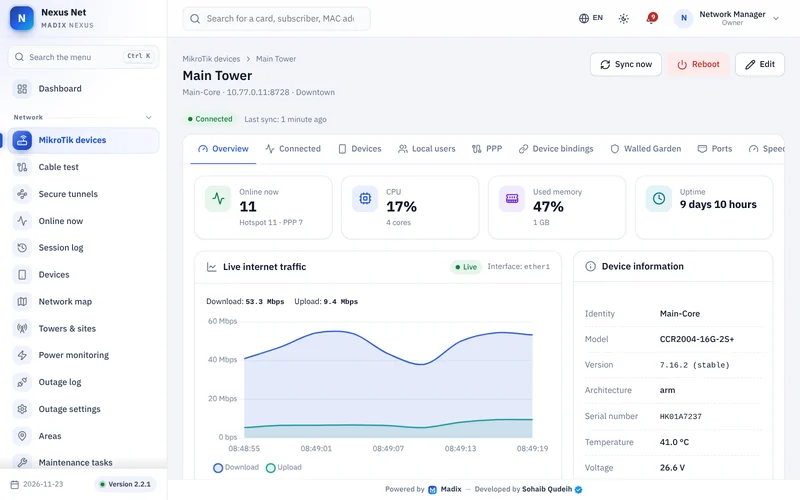 N
Nexus Net
MADIX NEXUS
Search the menu
Ctrl K
Dashboard
Network
MikroTik devices
Cable test
Secure tunnels
Online now
Session log
Devices
Network map
Towers & sites
Power monitoring
Outage log
Outage settings
Areas
Maintenance tasks
2026-11-23
Version 2.2.1
Search for a card, subscriber, MAC
EN
9
N
Network Manager
Owner
MikroTik devices > Main Tower
Main Tower
Main-Core · 10.77.0.11:8728 · Downtown
Sync now
Reboot
Edit
Connected
Last sync: 1 minute ago
Overview
Connected
Devices
Local users
PPP
Device bindings
Walled Garden
Ports
Online now
11
Hotspot 11 · PPP 7
CPU
17%
4 cores
Used memory
47%
1 GB
Uptime
9 days 10 hours
Live internet traffic
Live
Interface: ether1
Download: 53.3 Mbps Upload: 9.4 Mbps
60 Mbps
40 Mbps
20 Mbps
0 bps
08:48:55
08:49:01
08:49:07
08:49:13
08:49:19
Download
Upload
Device information
Identity Main-Core
Model CCR2004-16G-2S+
Version 7.16.2 (stable)
Architecture arm
Serial number HK01A7237
Temperature 41.0 °C
Voltage 26.6 V
Powered by Madix – Developed by Sohaib Qudeih